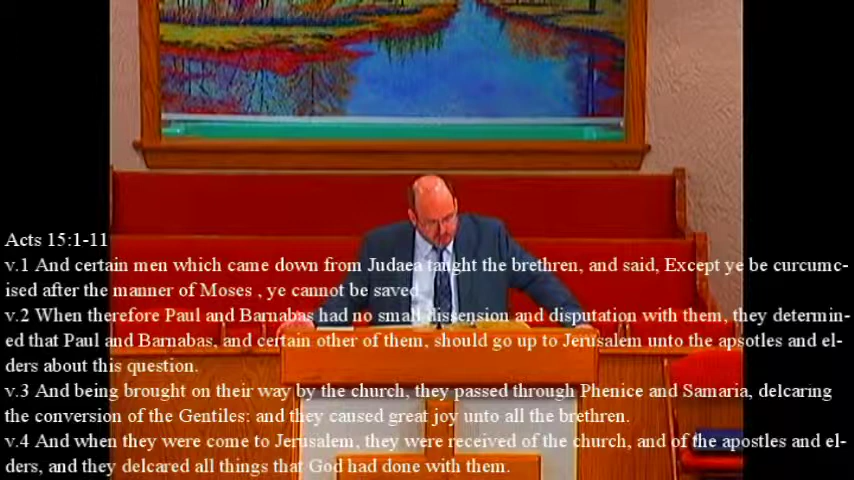 Acts 15:1-11
v.1 And certain men which came down from Judaea taught the brethren, and said, Except ye be curcumc-
ised after the manner of Moses , ye cannot be saved
v.2 When therefore Paul and Barnabas had no small dissension and disputation with them, they determin-
ed that Paul and Barnabas, and certain other of them, should go up to Jerusalem unto the apsotles and el-
ders about this question.
v.3 And being brought on their way by the church, they passed through Phenice and Samaria, delcaring
the conversion of the Gentiles: and they caused great joy unto all the brethren.
v.4 And when they were come to Jerusalem, they were received of the church, and of the apostles and el-
ders, and they delcared all things that God had done with them.